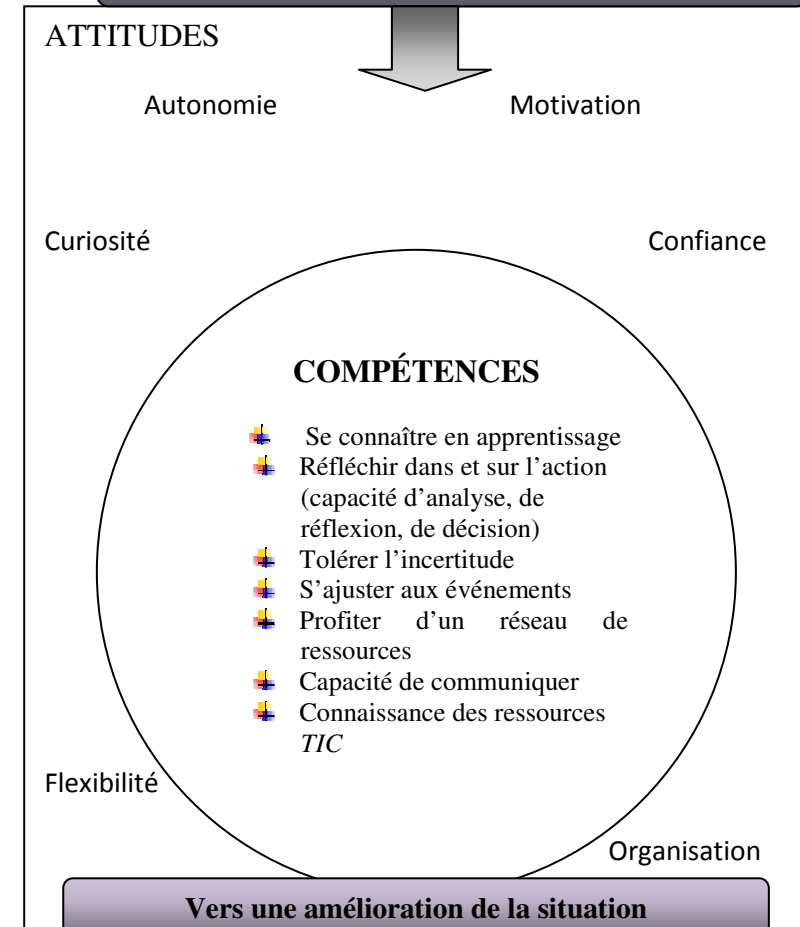 ATTITUDES
Autonomie Motivation
Curiosité Confiance
COMPÉTENCES
Se connaître en apprentissage
Réfléchir dans et sur l’action
(capacité d’analyse, de
réflexion, de décision)
Tolérer l’incertitude
S’ajuster aux événements
Profiter d’un réseau de
ressources
Capacité de communiquer
Connaissance des ressources
TIC
Flexibilité
Organisation
Vers une amélioration de la situation